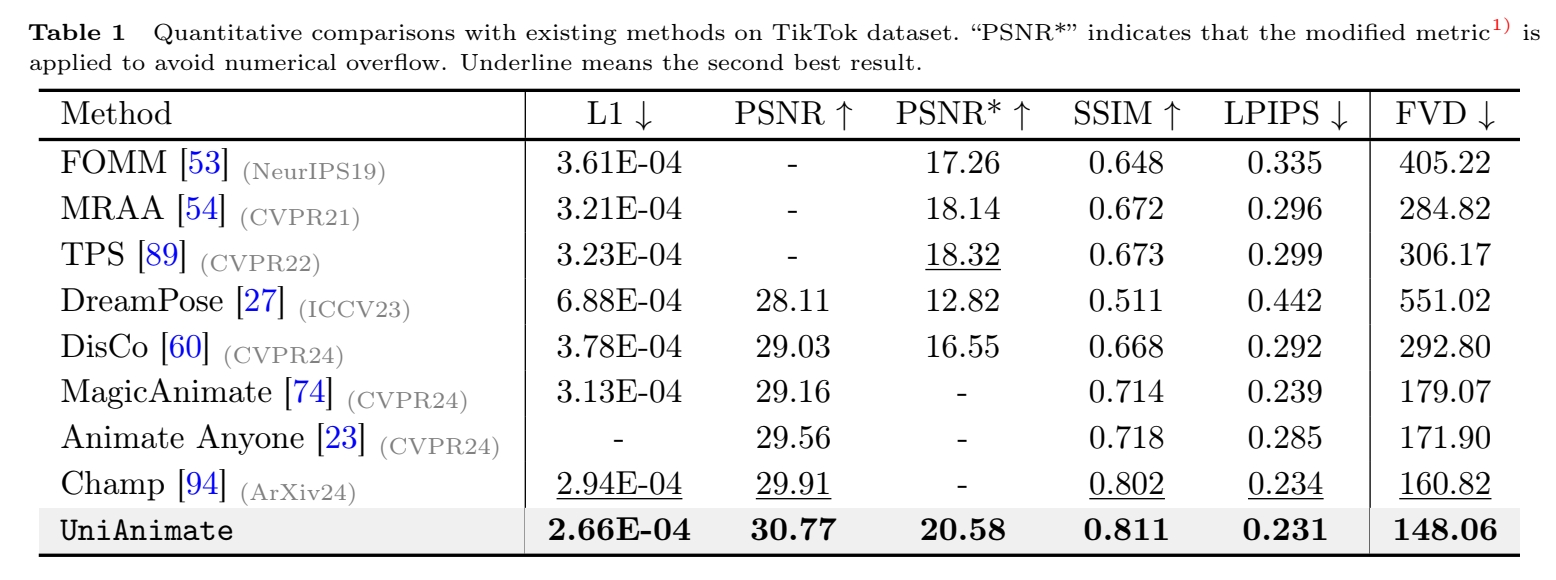 Table 1 Quantitative comparisons with existing methods on TikTok dataset. “PSNR*” indicates that the modified metric1) is
applied to avoid numerical overflow. Underline means the second best result.
Method L1 ↓ PSNR ↑ PSNR* ↑ SSIM ↑ LPIPS ↓ FVD ↓
FOMM [53] (NeurIPS19) 3.61E-04 - 17.26 0.648 0.335 405.22
MRAA [54] (CVPR21) 3.21E-04 - 18.14 0.672 0.296 284.82
TPS [89] (CVPR22) 3.23E-04 - 18.32 0.673 0.299 306.17
DreamPose [27] (ICCV23) 6.88E-04 28.11 12.82 0.511 0.442 551.02
DisCo [60] (CVPR24) 3.78E-04 29.03 16.55 0.668 0.292 292.80
MagicAnimate [74] (CVPR24) 3.13E-04 29.16 - 0.714 0.239 179.07
Animate Anyone [23] (CVPR24) - 29.56 - 0.718 0.285 171.90
Champ [94] (ArXiv24) 2.94E-04 29.91 - 0.802 0.234 160.82
UniAnimate 2.66E-04 30.77 20.58 0.811 0.231 148.06